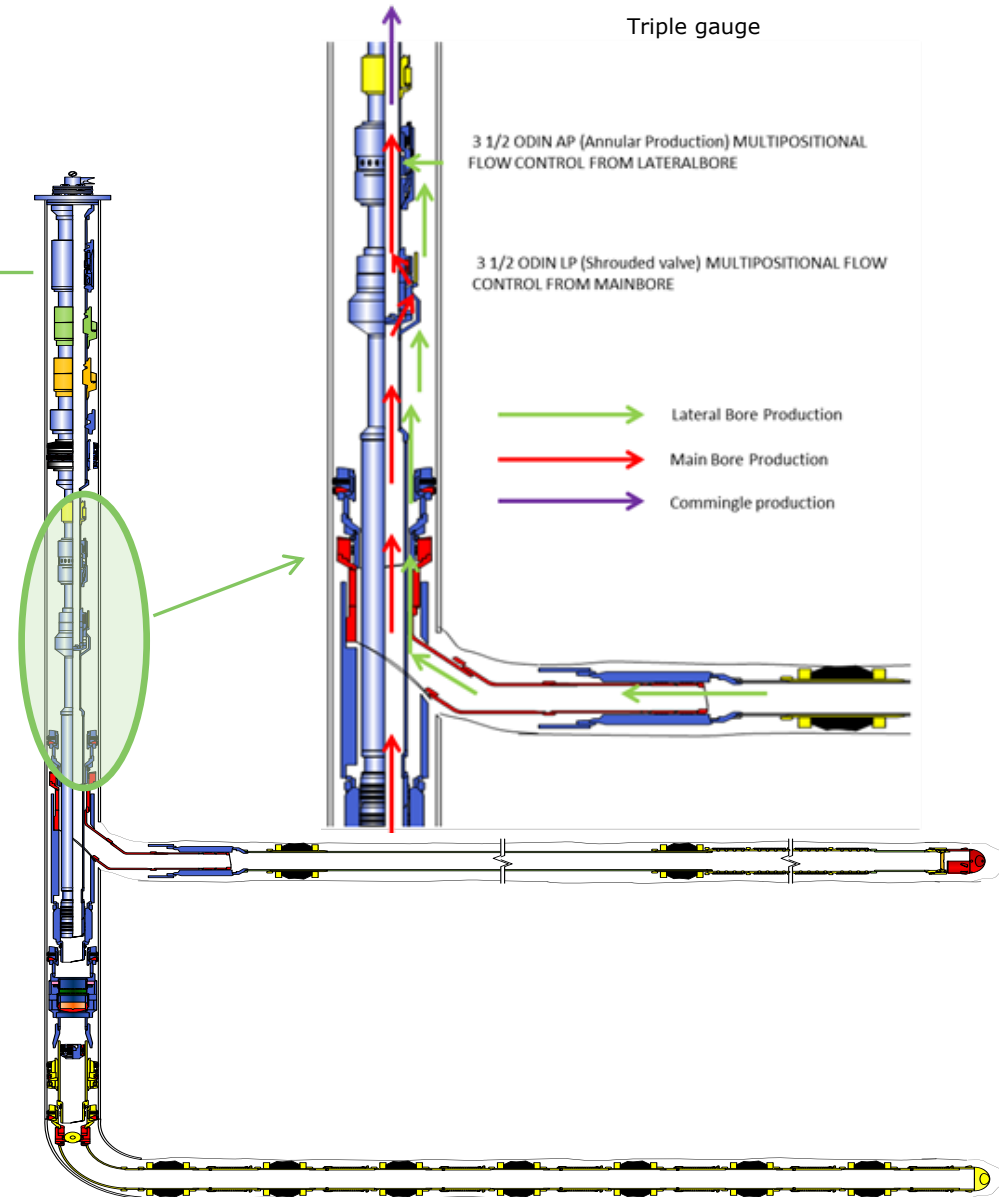 Triple gauge
3 1/2 ODIN AP (Annular Production) MULTIPOSITIONAL
FLOW CONTROL FROM LATERALBORE
3 1/2 ODIN LP (Shrouded valve) MULTIPOSITIONAL FLOW
CONTROL FROM MAINBORE
Lateral Bore Production
Main Bore Production
Commingle production